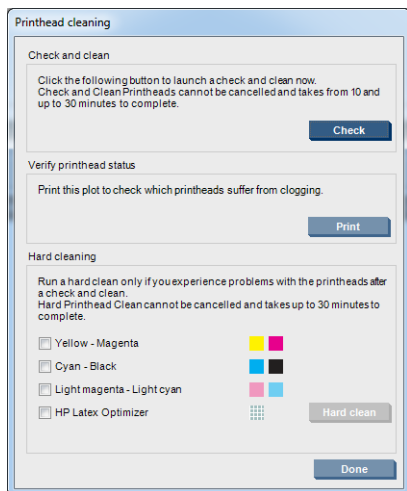 Printhead cleaning
Check and clean
Click the following button to launch a check and clean now.
Check and Clean Printheads cannot be cancelled and takes from 10 and
up to 30 minutes to complete.
Check
Verify printhead status
Print this plot to check which printheads suffer from clogging.
Print
Hard cleaning
Run a hard clean only if you experience problems with the printheads after
a check and clean.
Hard Printhead Clean cannot be cancelled and takes up to 30 minutes to
complete.
Yellow - Magenta
Cyan - Black
Light magenta - Light cyan
HP Latex Optimizer
Hard clean
Done